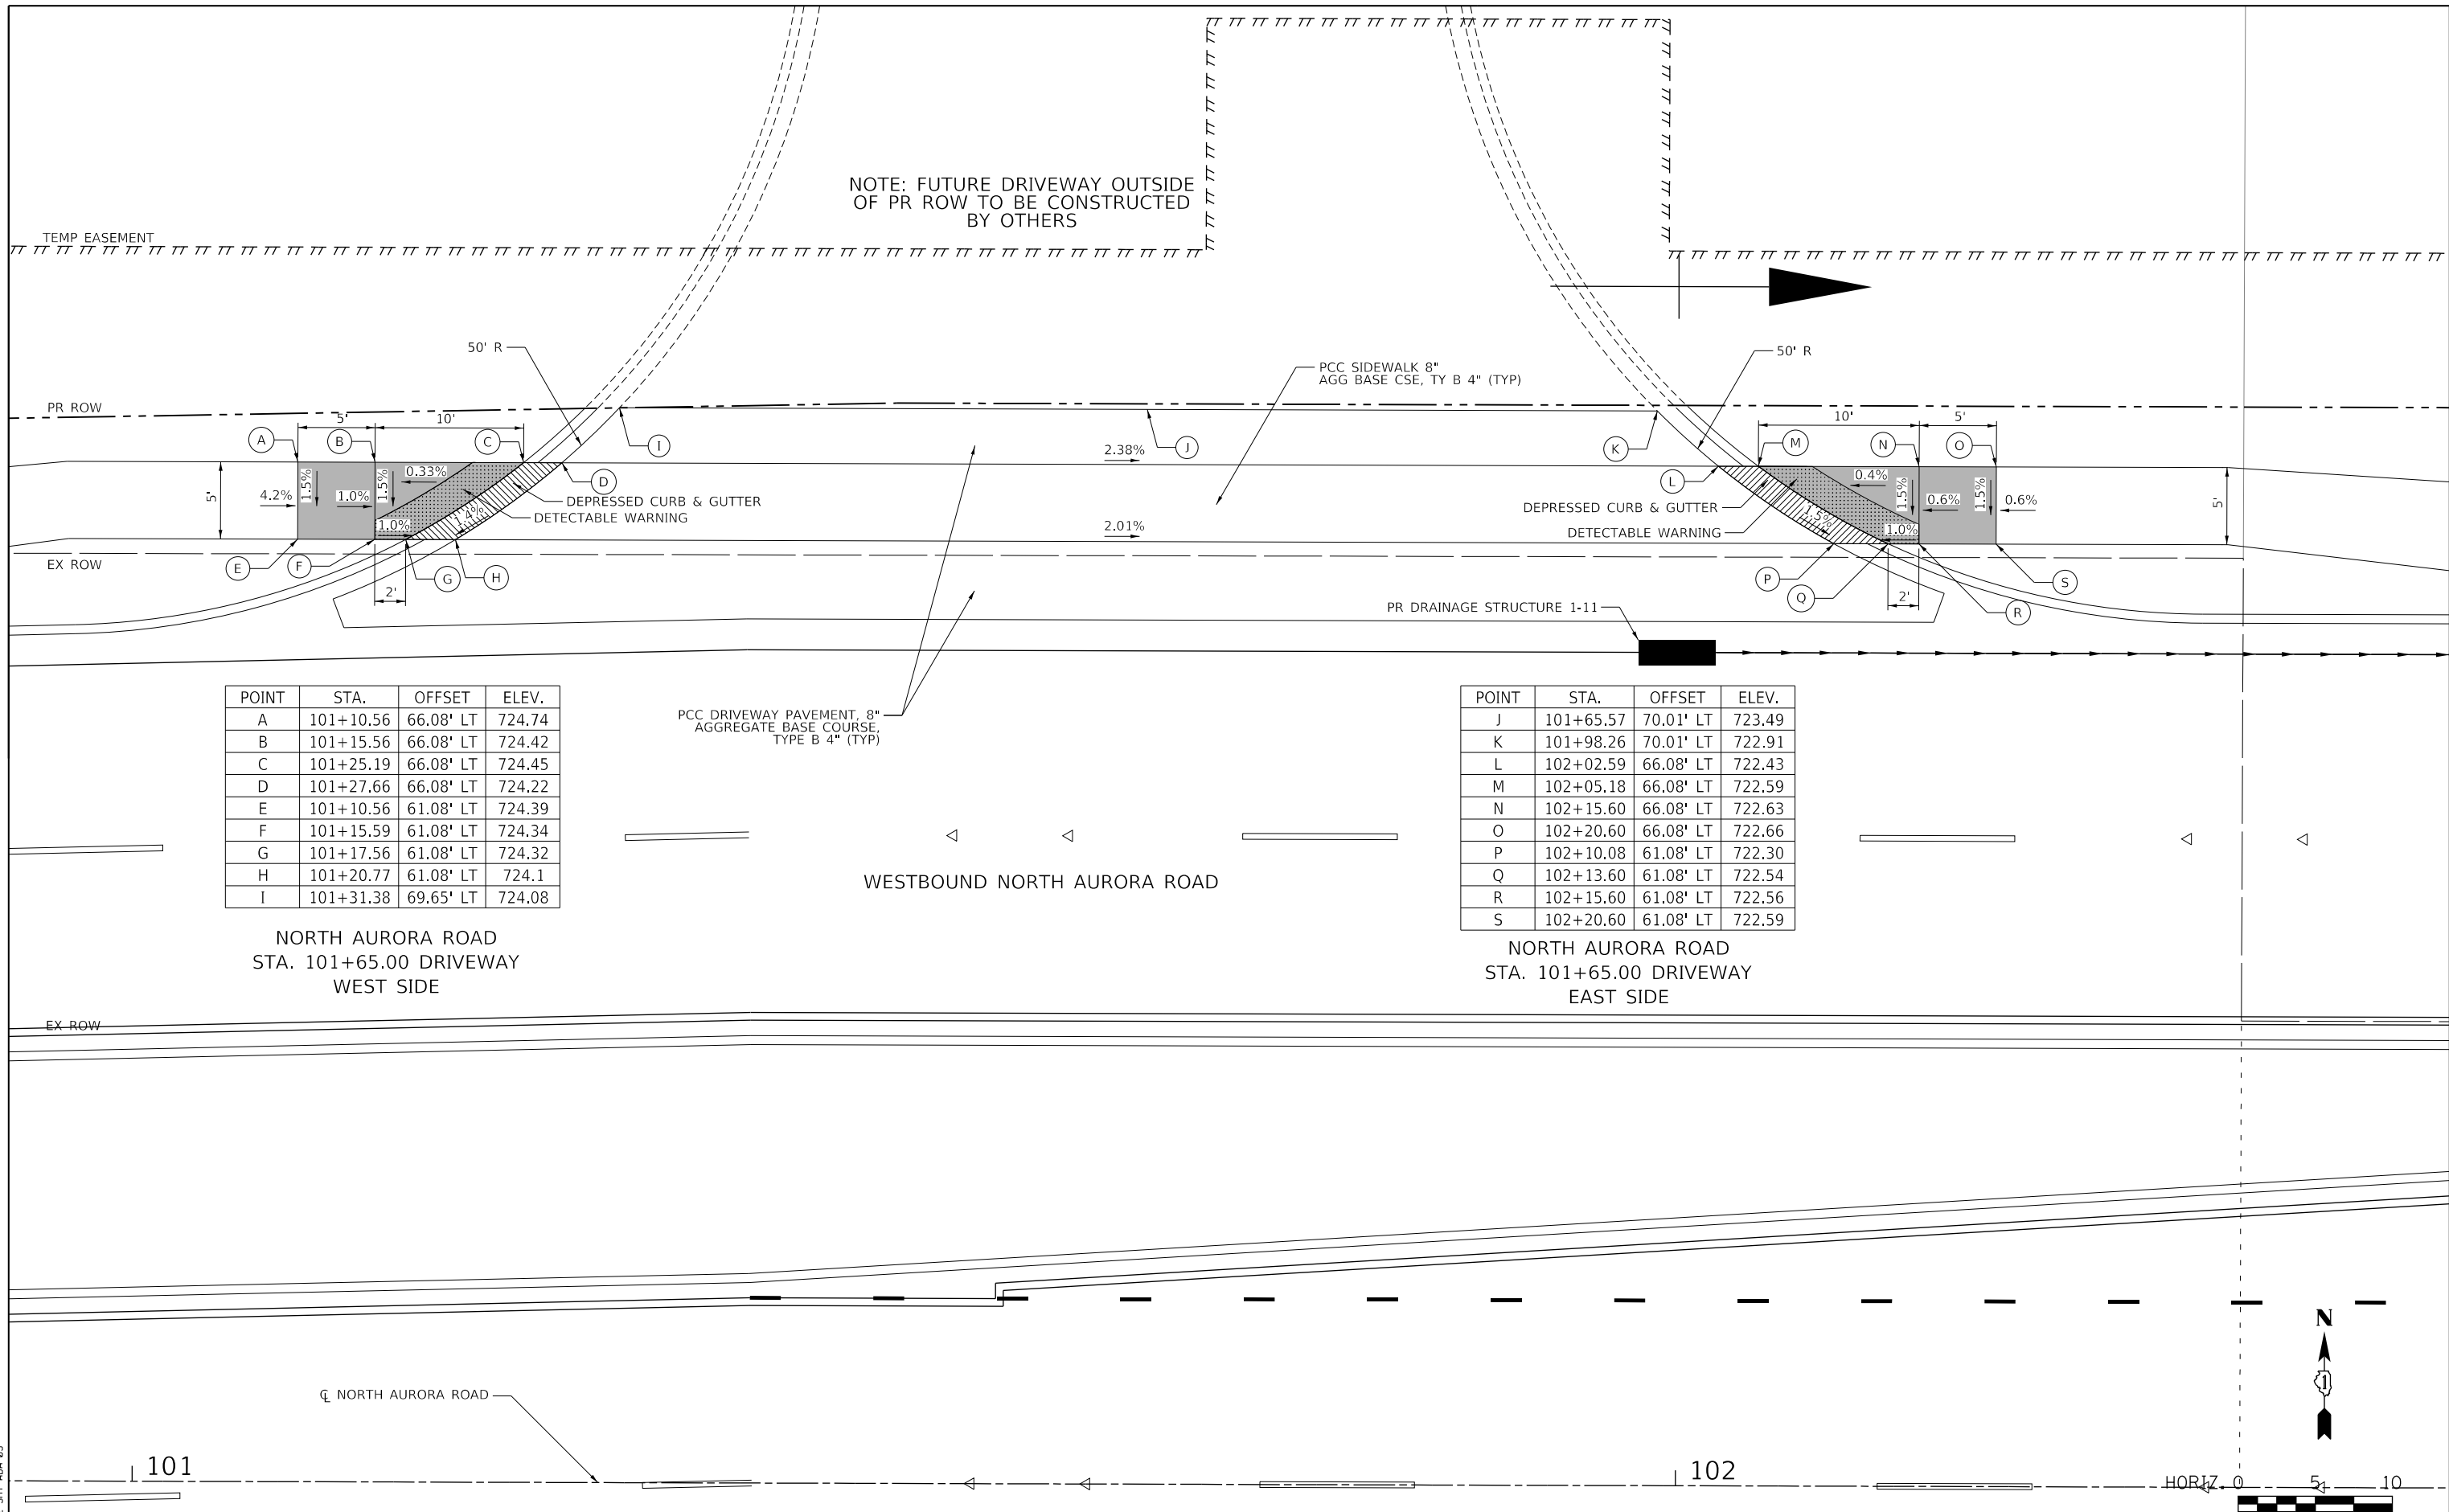 NOTE: FUTURE DRIVEWAY OUTSIDE
OF PR ROW TO BE CONSTRUCTED
BY OTHERS
TEMP EASEMENT
50' R
50' R
PCC SIDEWALK 8"
AGG BASE CSE, TY B 4" (TYP)
PR ROW
5'
10'
10'
5'
A
B
C
I
J
K
M
N
O
2.38%
1.5%
1.5%
0.33%
D
L
0.4%
1.5%
1.5%
5'
4.2%
1.0%
DEPRESSED CURB & GUTTER
DETECTABLE WARNING
1.4%
1.0%
2.01%
DEPRESSED CURB & GUTTER
DETECTABLE WARNING
1.5%
1.0%
0.6%
0.6%
5'
EX ROW
E
F
G
H
P
Q
R
S
2'
2'
PR DRAINAGE STRUCTURE 1-11
PCC DRIVEWAY PAVEMENT, 8"
AGGREGATE BASE COURSE,
TYPE B 4" (TYP)
POINT STA. OFFSET ELEV.
A 101+10.56 66.08' LT 724.74
B 101+15.56 66.08' LT 724.42
C 101+25.19 66.08' LT 724.45
D 101+27.66 66.08' LT 724.22
E 101+10.56 61.08' LT 724.39
F 101+15.59 61.08' LT 724.34
G 101+17.56 61.08' LT 724.32
H 101+20.77 61.08' LT 724.1
I 101+31.38 69.65' LT 724.08
NORTH AURORA ROAD
STA. 101+65.00 DRIVEWAY
WEST SIDE
POINT STA. OFFSET ELEV.
J 101+65.57 70.01' LT 723.49
K 101+98.26 70.01' LT 722.91
L 102+02.59 66.08' LT 722.43
M 102+05.18 66.08' LT 722.59
N 102+15.60 66.08' LT 722.63
O 102+20.60 66.08' LT 722.66
P 102+10.08 61.08' LT 722.30
Q 102+13.60 61.08' LT 722.54
R 102+15.60 61.08' LT 722.56
S 102+20.60 61.08' LT 722.59
NORTH AURORA ROAD
STA. 101+65.00 DRIVEWAY
EAST SIDE
WESTBOUND NORTH AURORA ROAD
EX ROW
N
1
℄ NORTH AURORA ROAD
101
102
HORIZ. 0 5 10